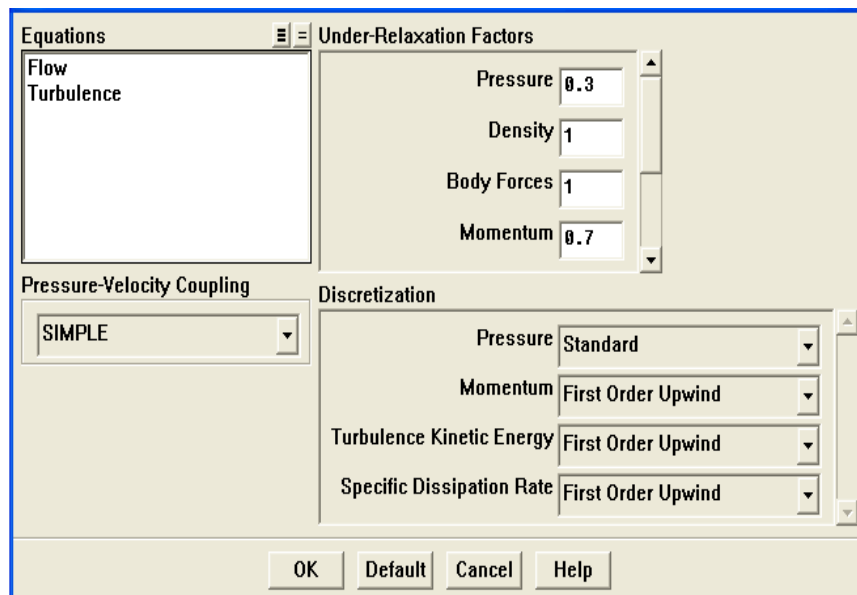 Equations
Flow
Turbulence
Pressure-Velocity Coupling
SIMPLE
Under-Relaxation Factors
Pressure 0.3
Density 1
Body Forces 1
Momentum 0.7
Discretization
Pressure Standard
Momentum First Order Upwind
Turbulence Kinetic Energy First Order Upwind
Specific Dissipation Rate First Order Upwind
OK Default Cancel Help